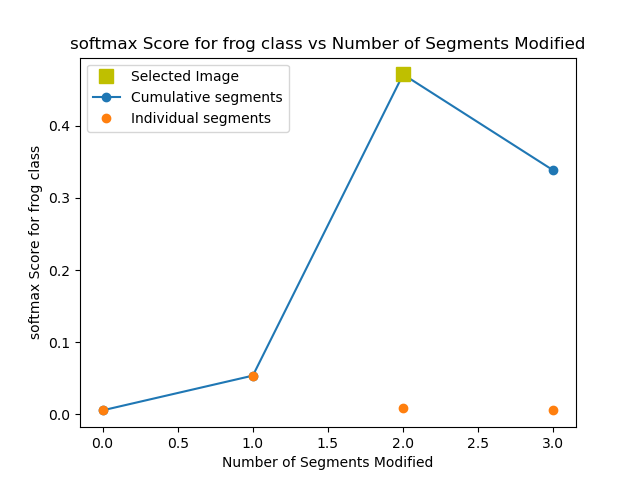 softmax Score for frog class vs Number of Segments Modified
Selected Image
Cumulative segments
Individual segments
softmax Score for frog class
0.4
0.3
0.2
0.1
0.0
0.0 0.5 1.0 1.5 2.0 2.5 3.0
Number of Segments Modified